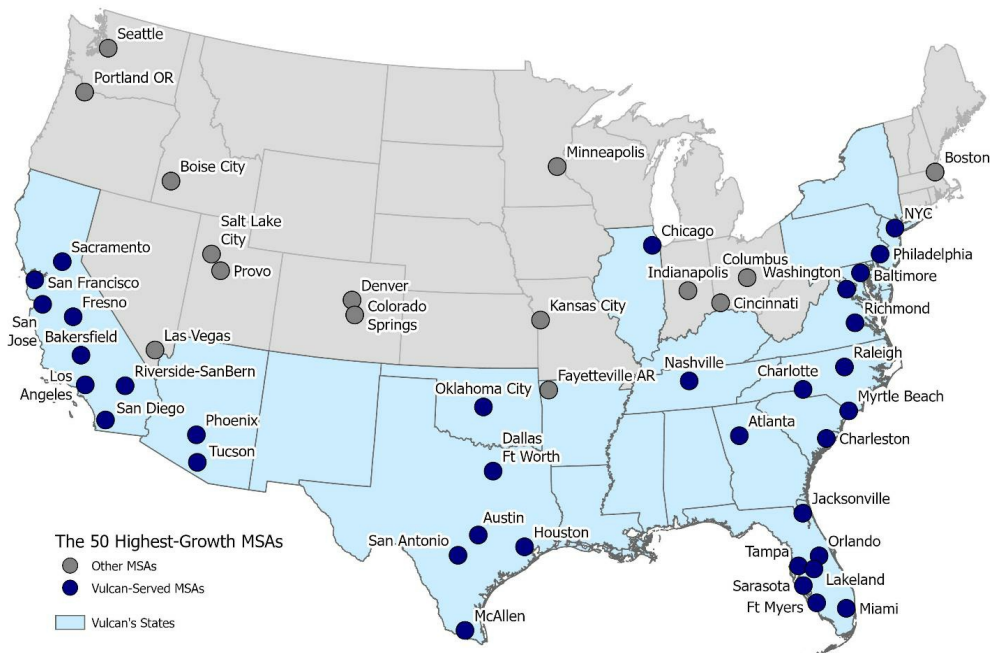 Seattle
Portland OR
Boise City
Minneapolis
Boston
Salt Lake
City
Provo
NYC
Chicago
Philadelphia
Sacramento
San Francisco
Denver
Colorado
Springs
Columbus
Indianapolis
Washington
Baltimore
Fresno
San
Jose
Kansas City
Cincinnati
Richmond
Bakersfield
Las Vegas
Los
Angeles
Riverside-SanBern
Nashville
Raleigh
Charlotte
Oklahoma City
Fayetteville AR
Myrtle Beach
San Diego
Phoenix
Atlanta
Charleston
Tucson
Dallas
Ft Worth
Jacksonville
Austin
San Antonio
Houston
Tampa
Orlando
Lakeland
Sarasota
Ft Myers
Miami
McAllen
The 50 Highest-Growth MSAs
Other MSAs
Vulcan-Served MSAs
Vulcan's States